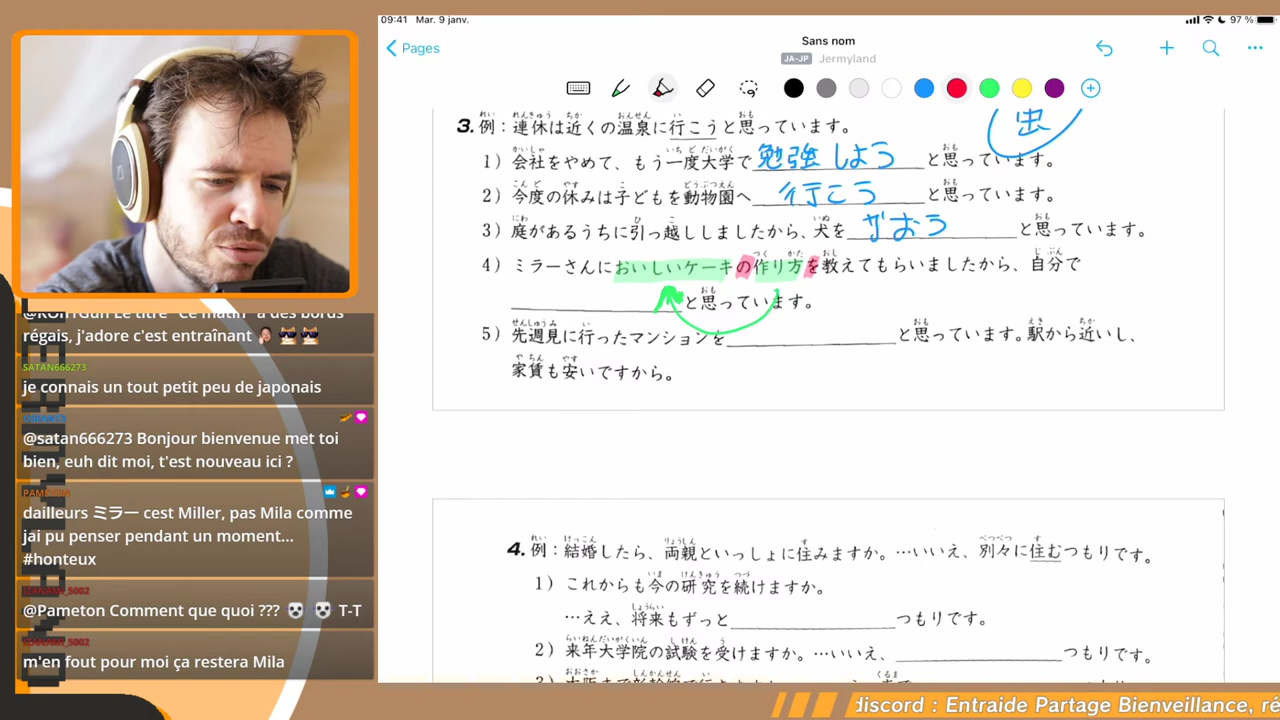 09:41 Mar. 9 janv.
97 %
Pages
Sans nom
JA-JP Jermyland
3. 例：連休は近くの温泉に行こうと思っています。
1）会社をやめて、もう一度大学で 勉強しよう と思っています。
2）今度の休みは子どもを動物園へ 行こう と思っています。
3）庭があるうちに引っ越ししましたから、犬を と思っています。
4）ミラーさんにおいしいケーキの作り方を教えてもらいましたから、自分で
と思っています。
5）先週見に行ったマンションを と思っています。駅から近いし、
家賃も安いですから。
4. 例：結婚したら、両親といっしょに住みますか。…いいえ、別々に住むつもりです。
1）これからも今の研究を続けますか。
…ええ、将来もずっと つもりです。
2）来年大学院の試験を受けますか。…いいえ、 つもりです。
régais, j'adore c'est entraînant
SATAN666273
je connais un tout petit peu de japonais
@satan666273 Bonjour bienvenue met toi
bien, euh dit moi, t'est nouveau ici ?
PAMETON
dailleurs ミラー cest Miller, pas Mila comme
jai pu penser pendant un moment...
#honteux
@Pameton Comment que quoi ??? T-T
m'en fout pour moi ça restera Mila
discord : Entraide Partage Bienveillance, ré